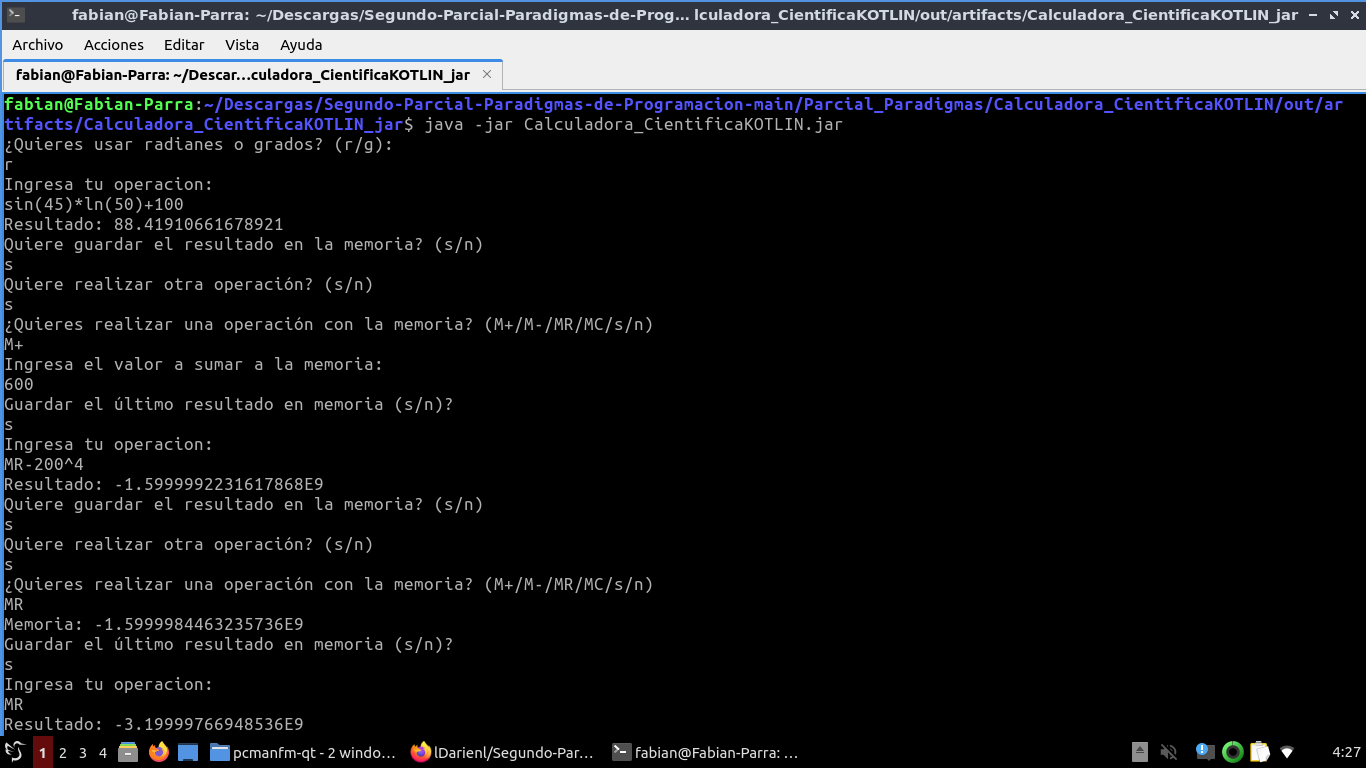 fabian@Fabian-Parra: ~/Descargas/Segundo-Parcial-Paradigmas-de-Prog... lculadora_CientificaKOTLIN/out/artifacts/Calculadora_CientificaKOTLIN_jar
Archivo Acciones Editar Vista Ayuda
fabian@Fabian-Parra: ~/Descar...culadora_CientificaKOTLIN_jar
fabian@Fabian-Parra:~/Descargas/Segundo-Parcial-Paradigmas-de-Programacion-main/Parcial_Paradigmas/Calculadora_CientificaKOTLIN/out/ar
tifacts/Calculadora_CientificaKOTLIN_jar$ java -jar Calculadora_CientificaKOTLIN.jar
¿Quieres usar radianes o grados? (r/g):
r
Ingresa tu operacion:
sin(45)*ln(50)+100
Resultado: 88.41910661678921
Quiere guardar el resultado en la memoria? (s/n)
s
Quiere realizar otra operación? (s/n)
s
¿Quieres realizar una operación con la memoria? (M+/M-/MR/MC/s/n)
M+
Ingresa el valor a sumar a la memoria:
600
Guardar el último resultado en memoria (s/n)?
s
Ingresa tu operacion:
MR-200^4
Resultado: -1.5999992231617868E9
Quiere guardar el resultado en la memoria? (s/n)
s
Quiere realizar otra operación? (s/n)
s
¿Quieres realizar una operación con la memoria? (M+/M-/MR/MC/s/n)
MR
Memoria: -1.5999984463235736E9
Guardar el último resultado en memoria (s/n)?
s
Ingresa tu operacion:
MR
Resultado: -3.19999766948536E9
1 2 3 4 pcmanfm-qt - 2 windo... lDarienl/Segundo-Par... fabian@Fabian-Parra: ~... 4:27